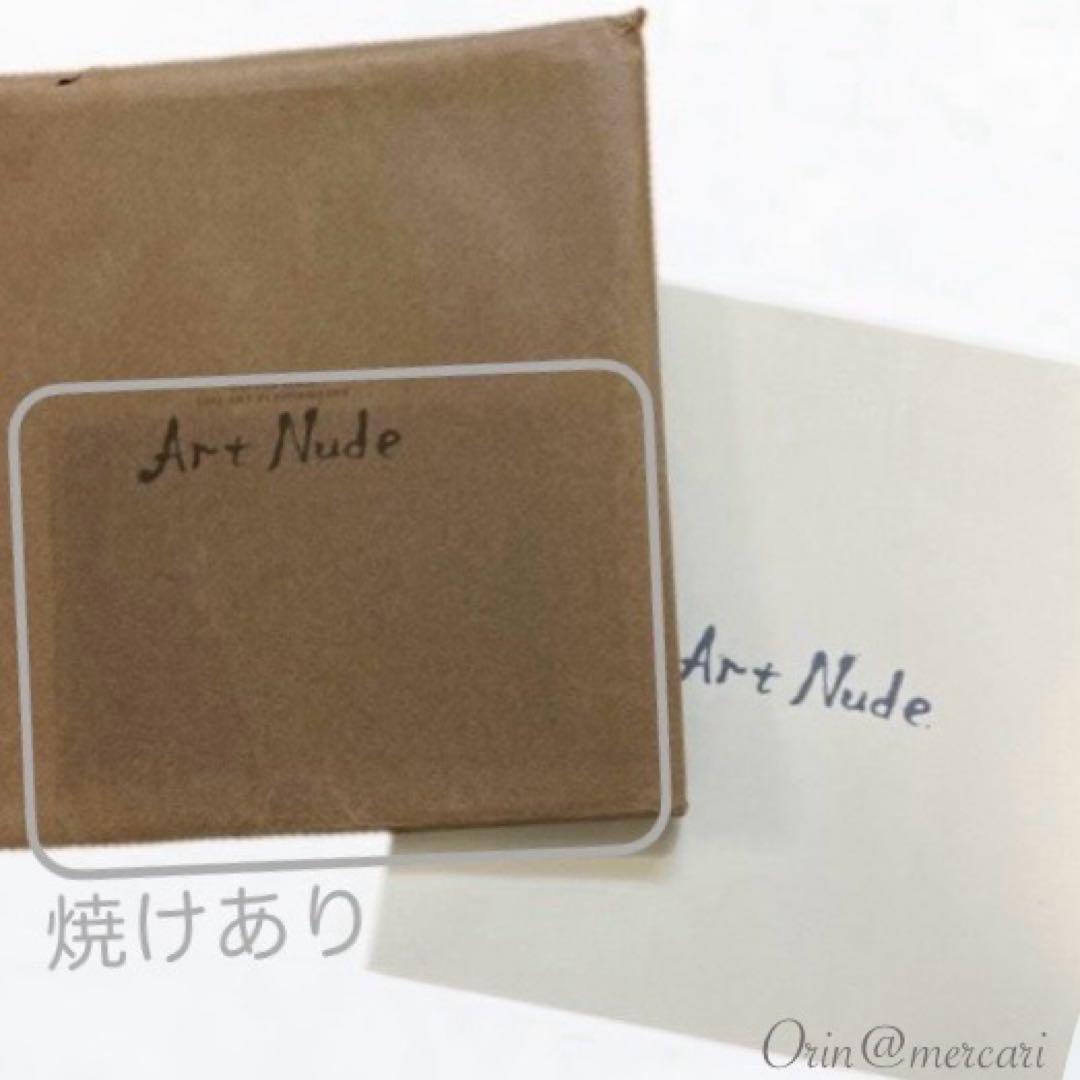 Art Nude
Art Nude.
焼けあり
Orin@mercari